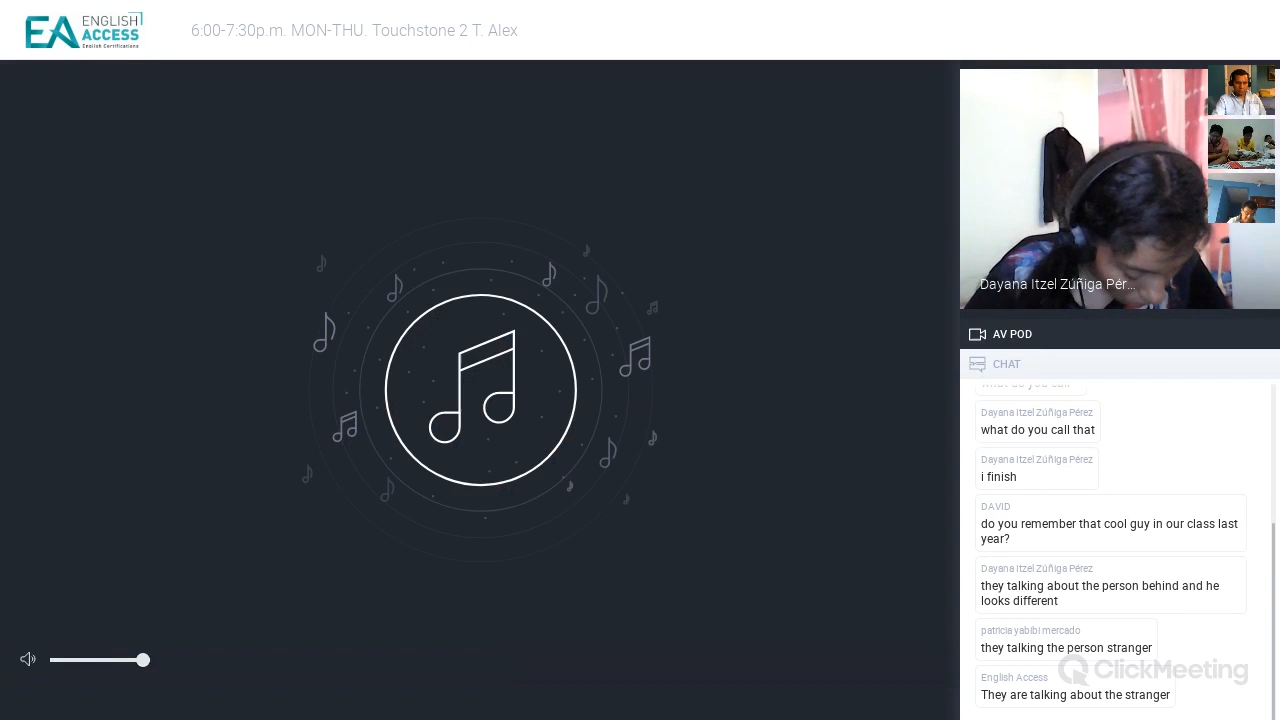 EA ENGLISH
ACCESS
English Certifications
6:00-7:30p.m. MON-THU. Touchstone 2 T. Alex
Dayana Itzel Zúñiga Pér...
AV POD
CHAT
what do you call
Dayana Itzel Zúñiga Pérez
what do you call that
Dayana Itzel Zúñiga Pérez
i finish
DAVID
do you remember that cool guy in our class last
year?
Dayana Itzel Zúñiga Pérez
they talking about the person behind and he
looks different
patricia yabibi mercado
they talking the person stranger
ClickMeeting
English Access
They are talking about the stranger